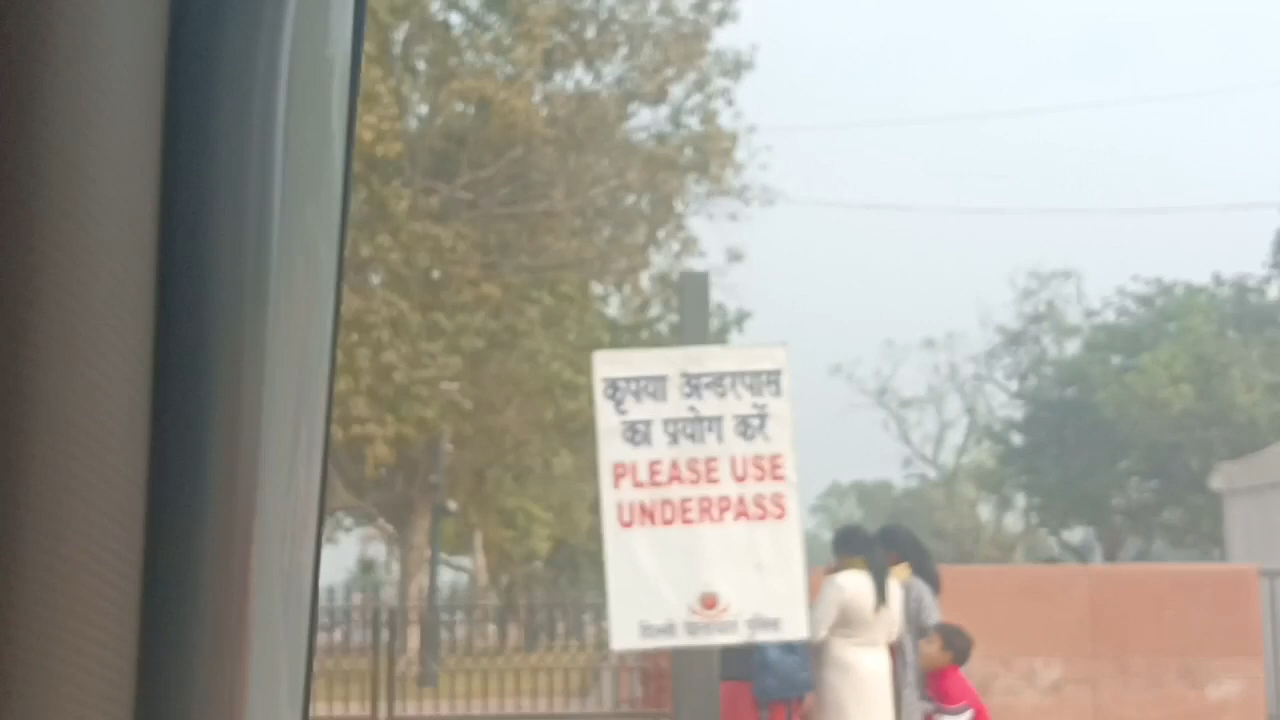 कृपया अन्डरपास
का प्रयोग करें
PLEASE USE
UNDERPASS
दिल्ली यातायात पुलिस